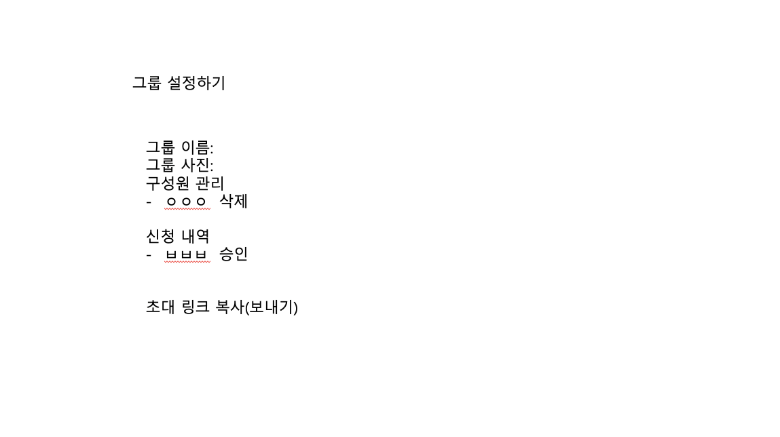 그룹 설정하기
그룹 이름:
그룹 사진:
구성원 관리
- ㅇㅇㅇ 삭제
신청 내역
- ㅂㅂㅂ 승인
초대 링크 복사(보내기)